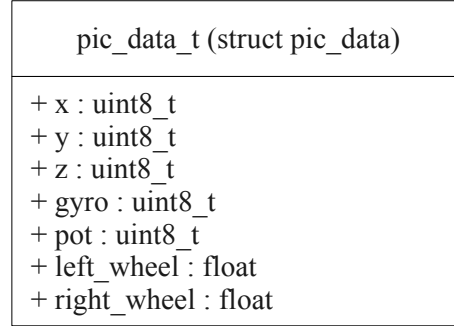 pic_data_t (struct pic_data)
+ x : uint8_t
+ y : uint8_t
+ z : uint8_t
+ gyro : uint8_t
+ pot : uint8_t
+ left_wheel : float
+ right_wheel : float